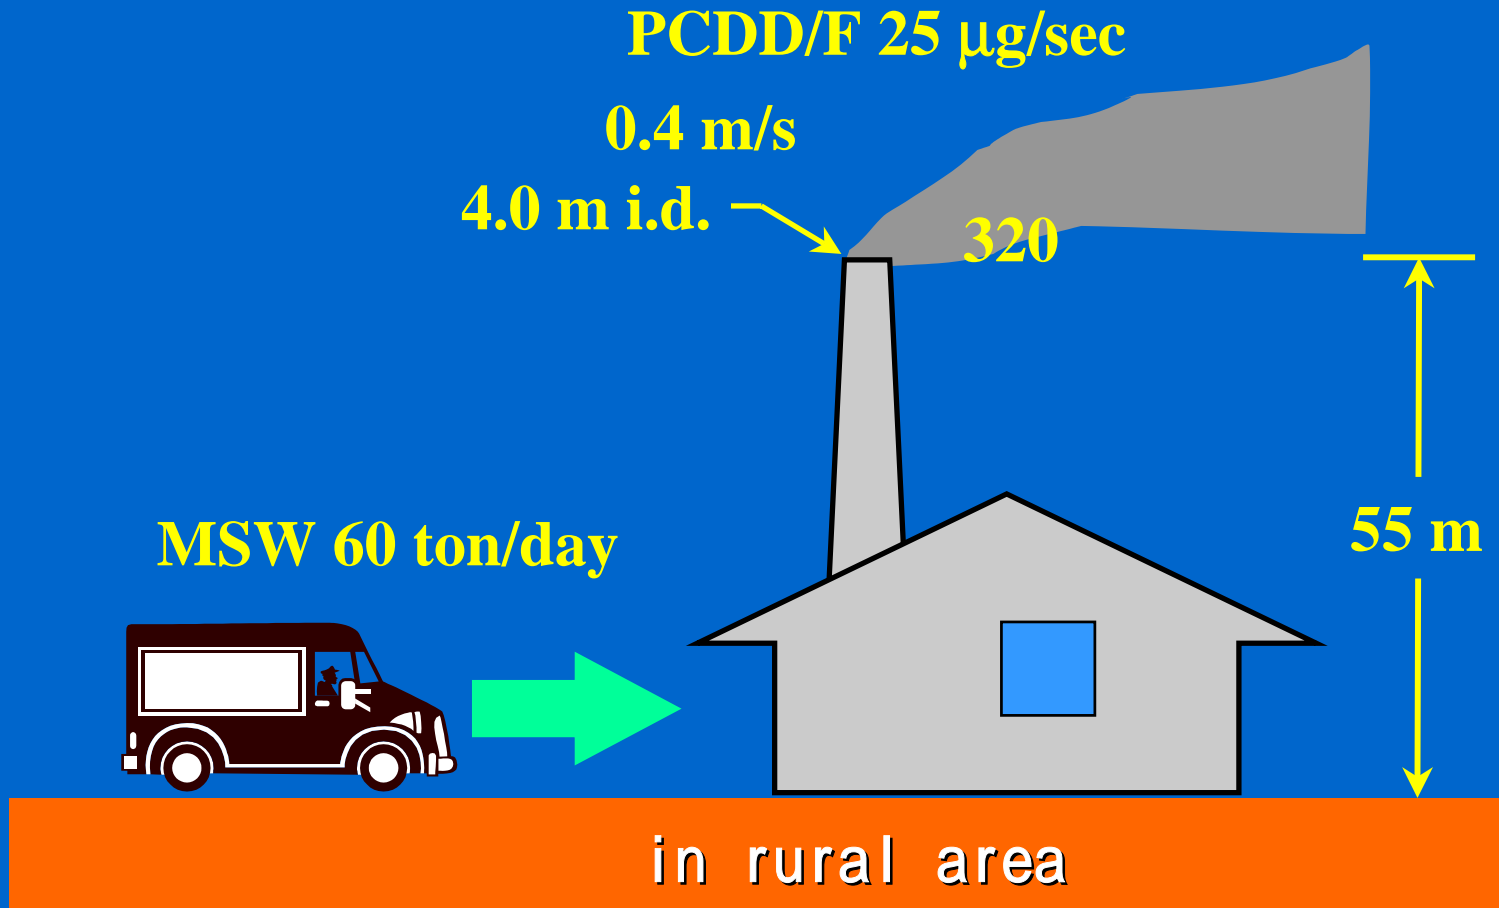 PCDD/F 25 μg/sec
0.4 m/s
4.0 m i.d.
320
55 m
MSW 60 ton/day
in rural area